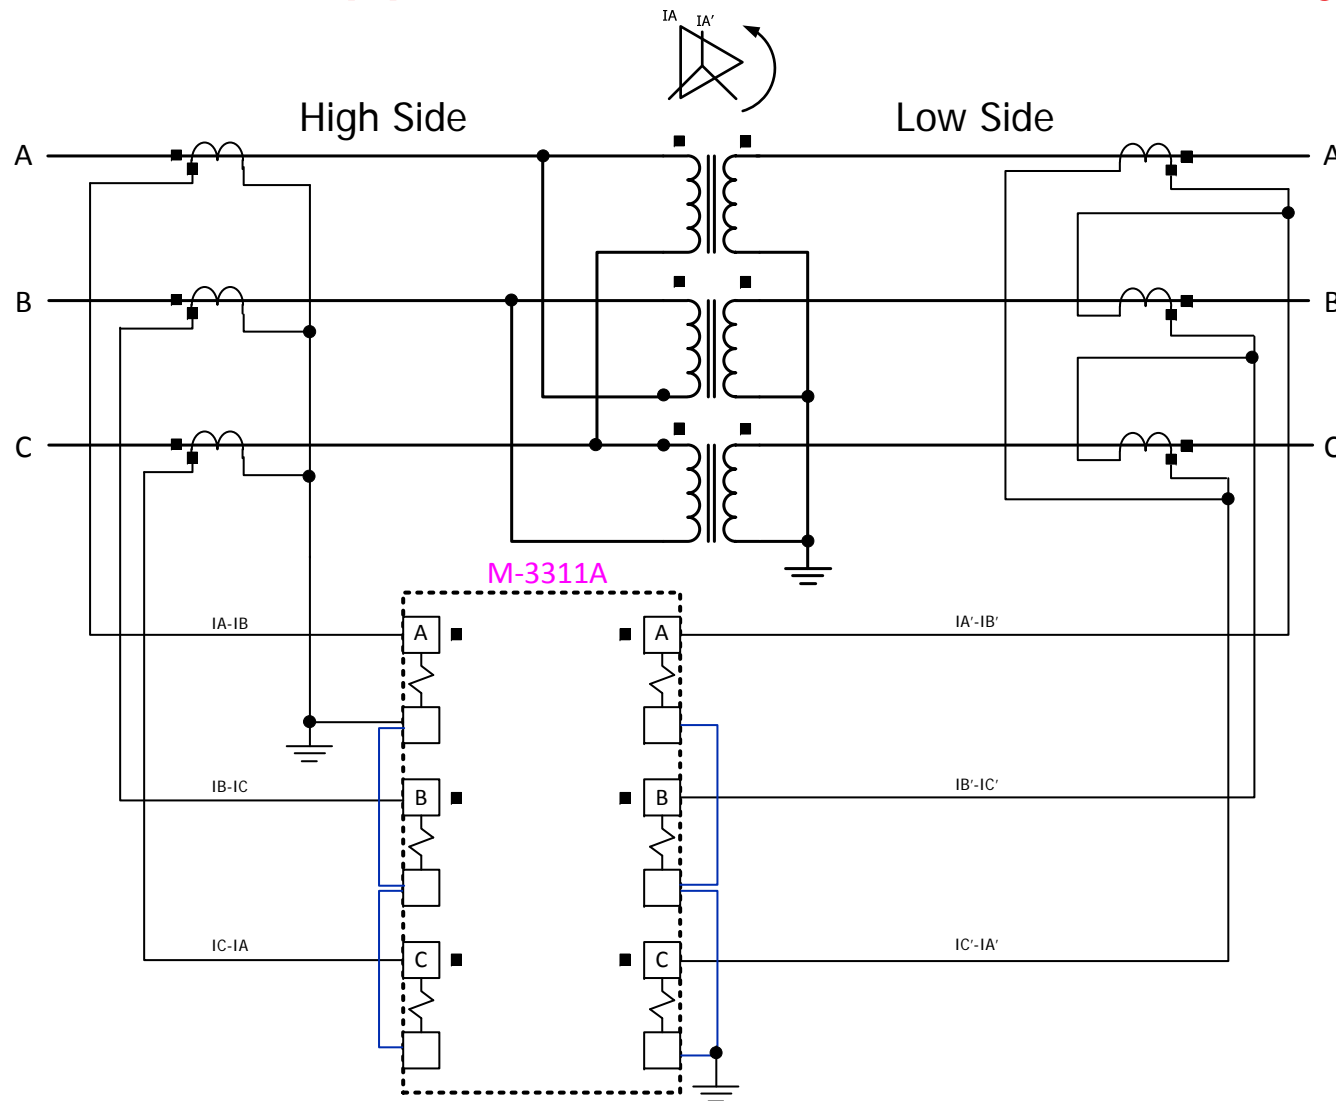 IA IA′
High Side Low Side
A A
B B
C C
M-3311A
IA-IB A A IA′-IB′
IB-IC B B IB′-IC′
IC-IA C C IC′-IA′